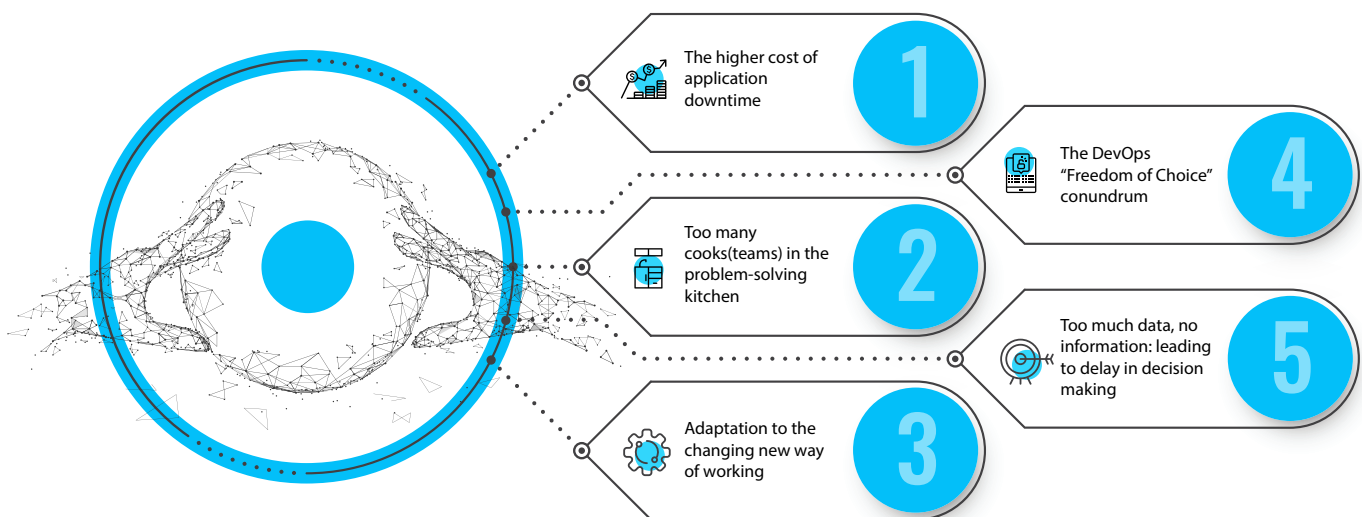 The higher cost of
application
downtime
1
Too many
cooks(teams) in the
problem-solving
kitchen
2
Adaptation to the
changing new way
of working
3
The DevOps
“Freedom of Choice”
conundrum
4
Too much data, no
information: leading
to delay in decision
making
5